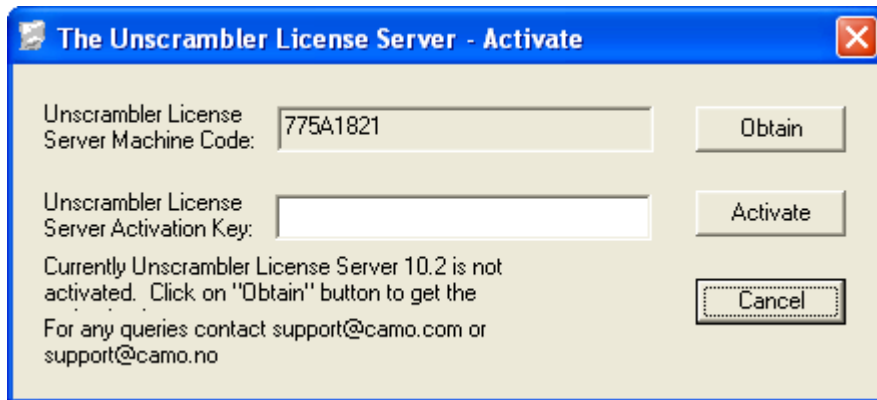 The Unscrambler License Server - Activate
Unscrambler License
Server Machine Code:
775A1821
Obtain
Unscrambler License
Server Activation Key:
Activate
Currently Unscrambler License Server 10.2 is not
activated. Click on "Obtain" button to get the
Cancel
For any queries contact support@camo.com or
support@camo.no